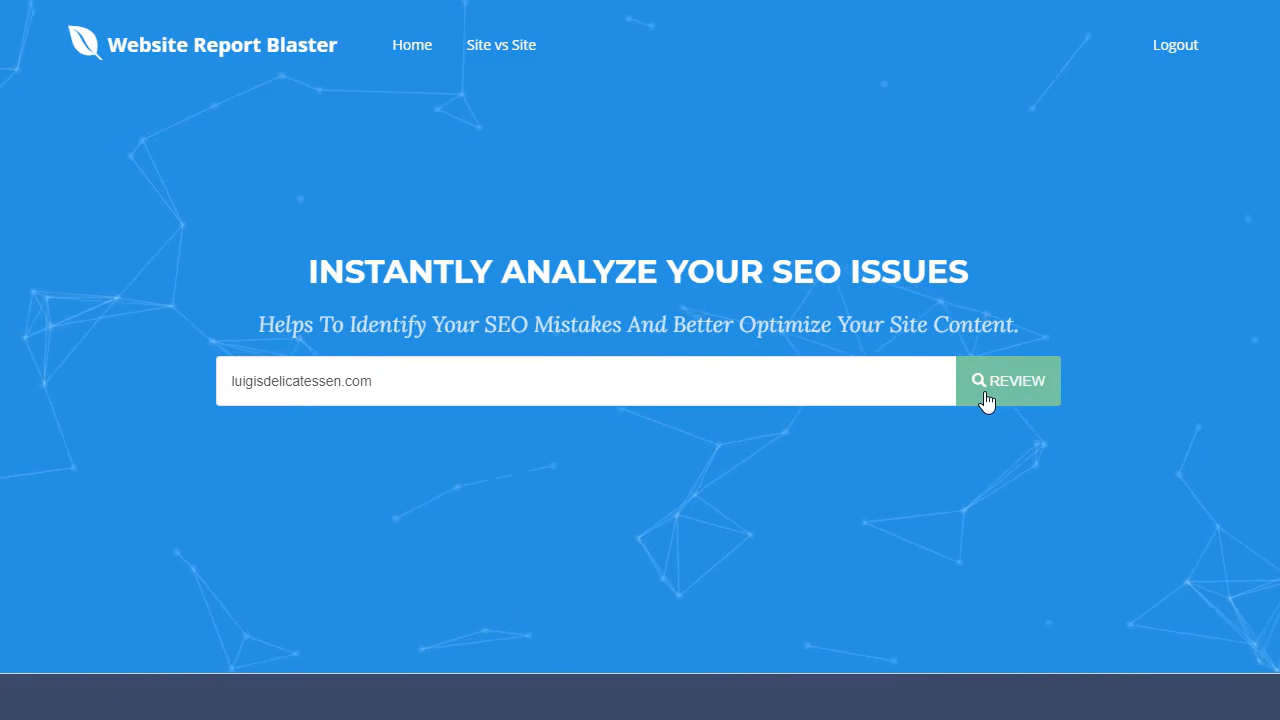 Website Report Blaster
Home
Site vs Site
Logout
INSTANTLY ANALYZE YOUR SEO ISSUES
Helps To Identify Your SEO Mistakes And Better Optimize Your Site Content.
luigisdelicatessen.com
REVIEW